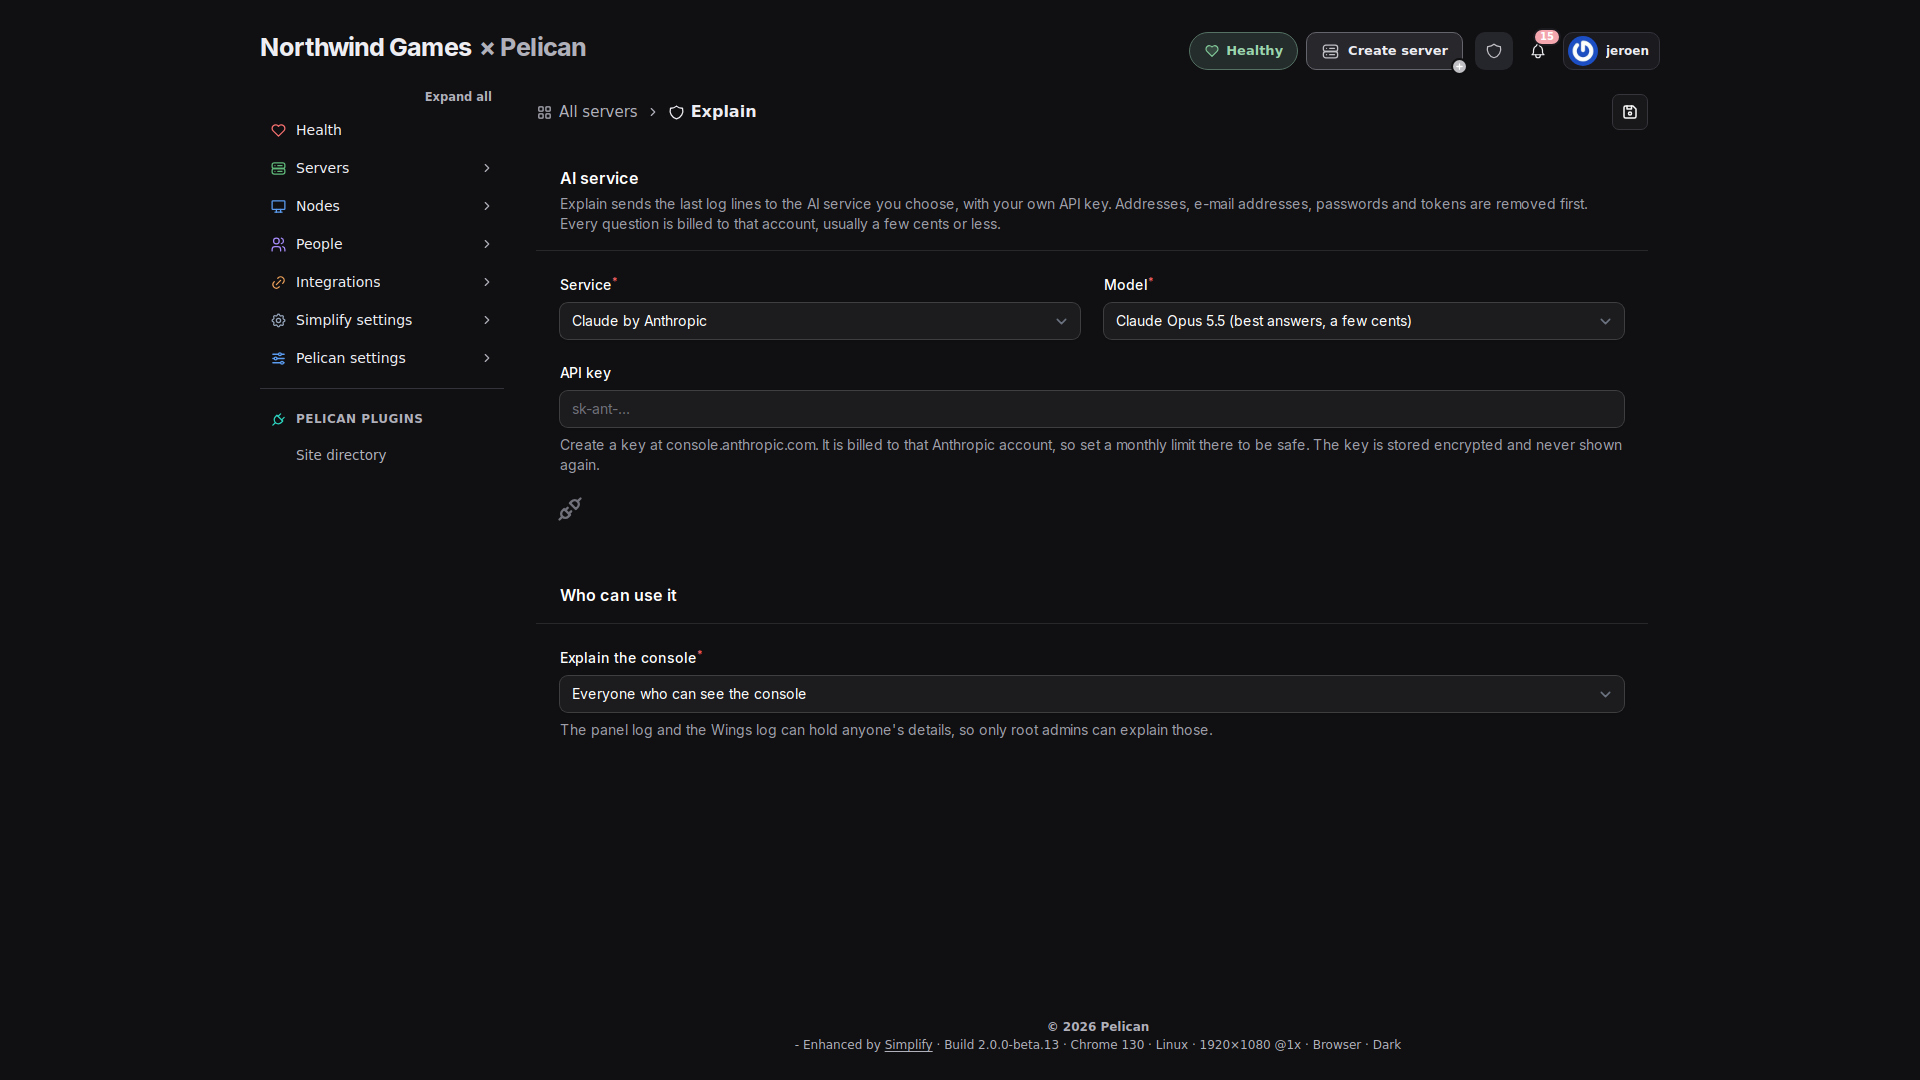 Northwind Games × Pelican
Healthy
Create server
15
jeroen
Expand all
Health
Servers
Nodes
People
Integrations
Simplify settings
Pelican settings
PELICAN PLUGINS
Site directory
All servers > Explain
AI service
Explain sends the last log lines to the AI service you choose, with your own API key. Addresses, e-mail addresses, passwords and tokens are removed first.
Every question is billed to that account, usually a few cents or less.
Service*
Claude by Anthropic
Model*
Claude Opus 5.5 (best answers, a few cents)
API key
sk-ant-...
Create a key at console.anthropic.com. It is billed to that Anthropic account, so set a monthly limit there to be safe. The key is stored encrypted and never shown
again.
Who can use it
Explain the console*
Everyone who can see the console
The panel log and the Wings log can hold anyone's details, so only root admins can explain those.
© 2026 Pelican
- Enhanced by Simplify · Build 2.0.0-beta.13 · Chrome 130 · Linux · 1920×1080 @1x · Browser · Dark